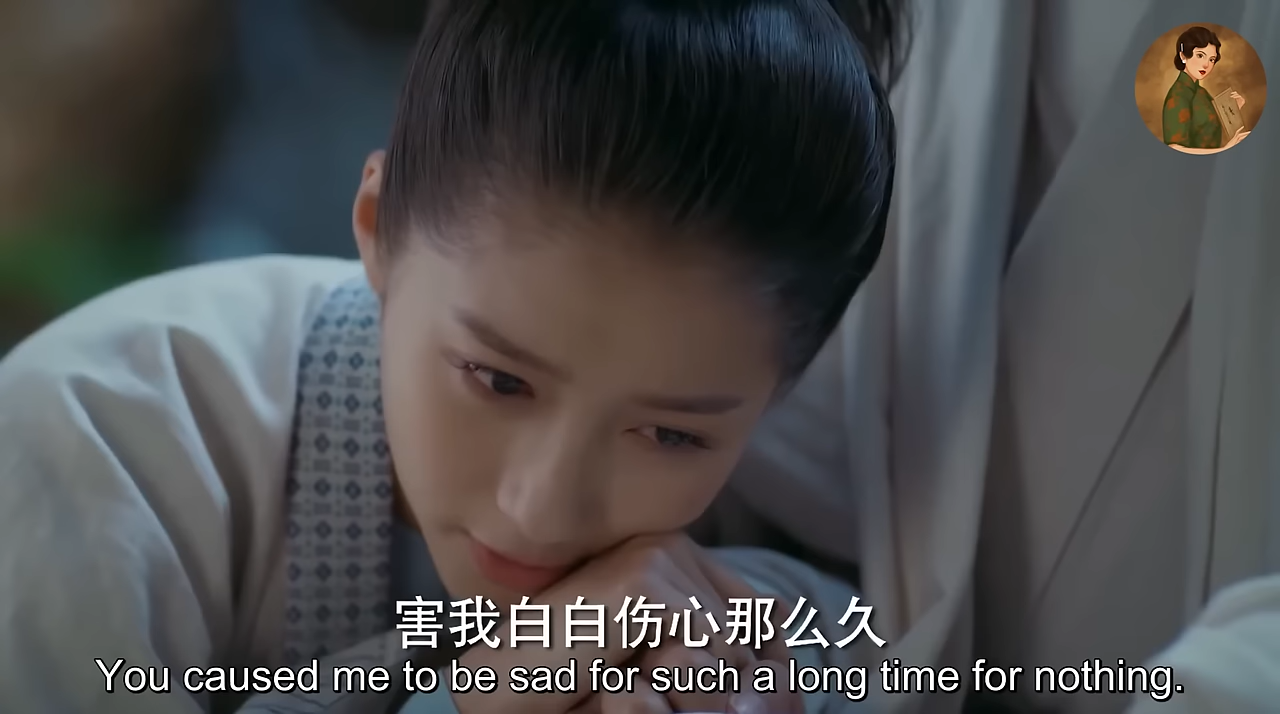 害我白白伤心那么久
You caused me to be sad for such a long time for nothing.